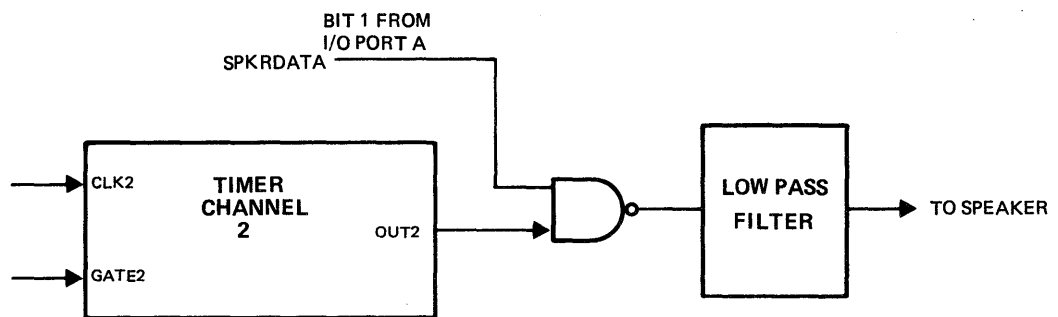 BIT 1 FROM
I/O PORT A
SPKRDATA
CLK2
TIMER
CHANNEL
2
OUT2
GATE2
LOW PASS
FILTER
TO SPEAKER